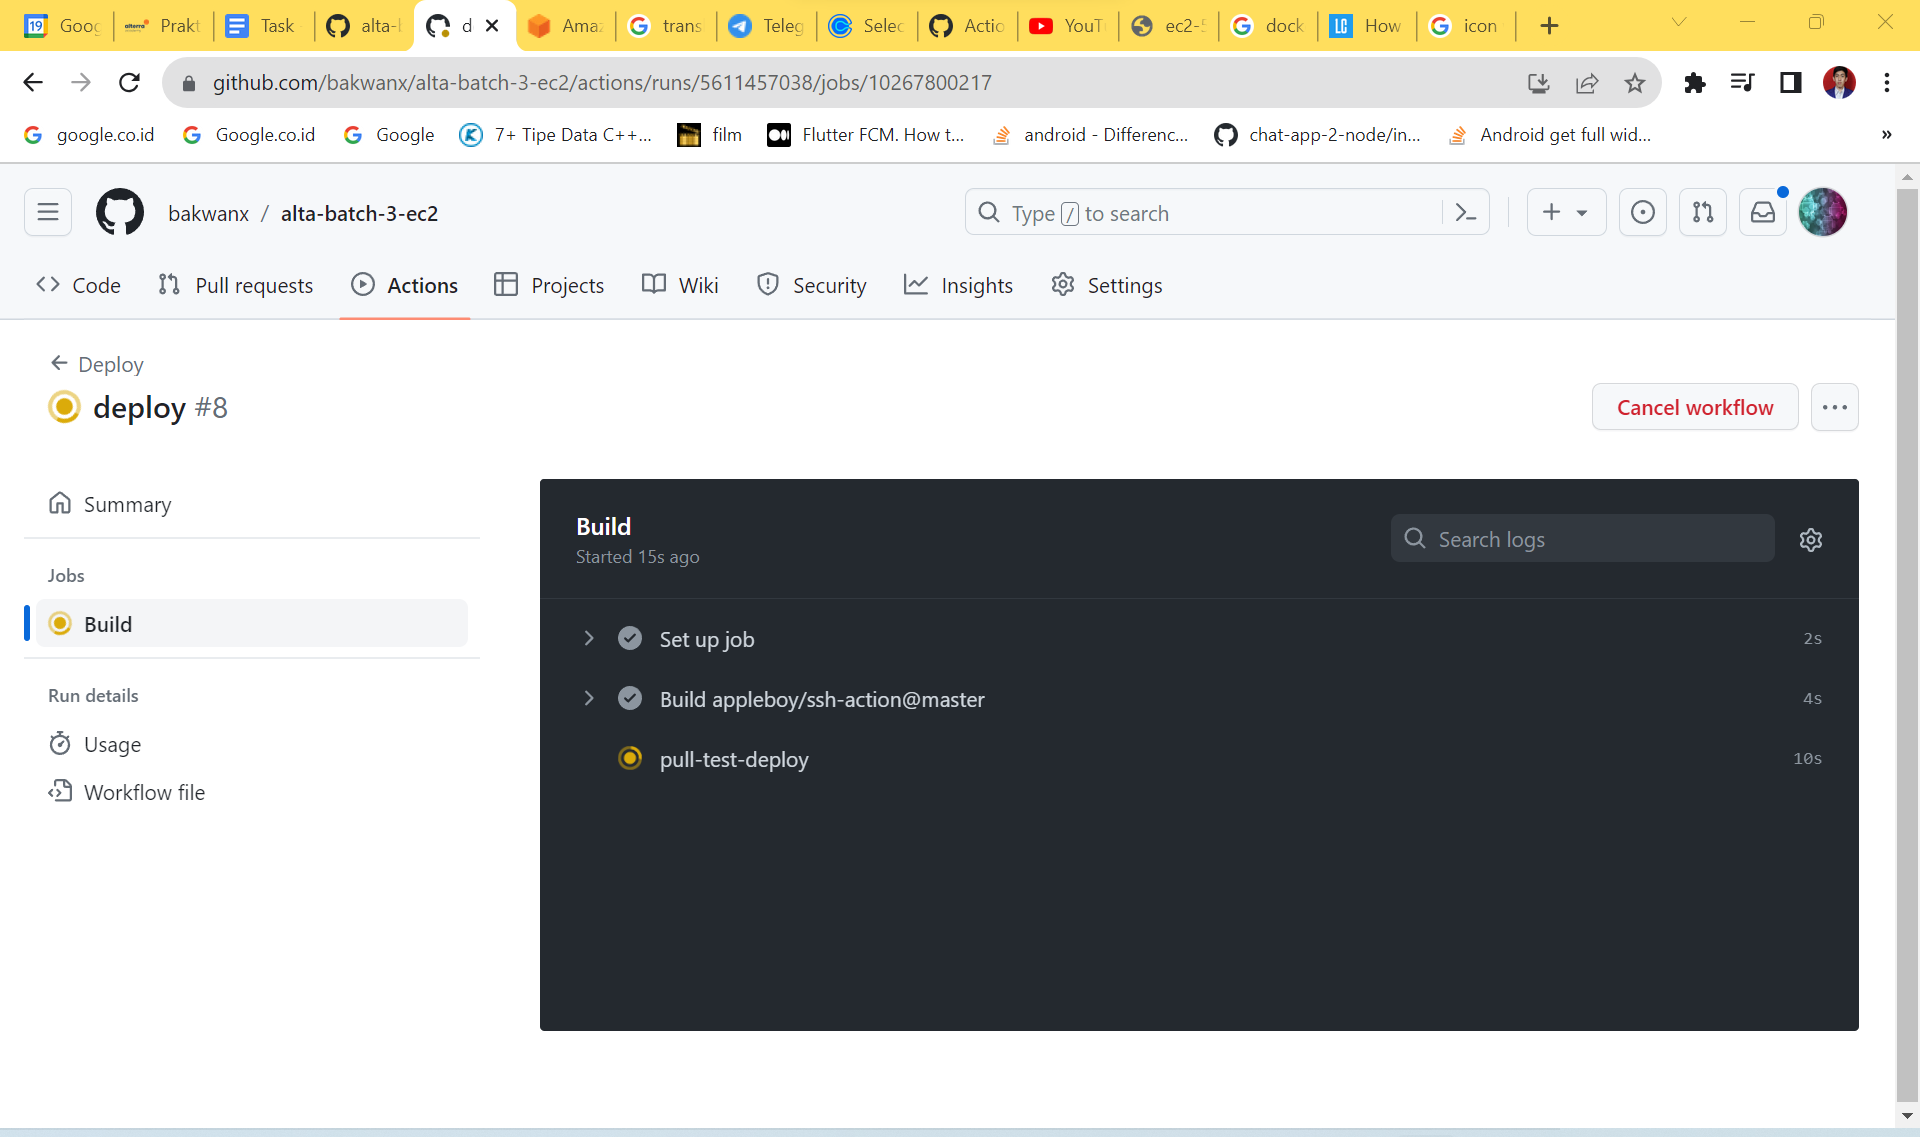 19 Goog
alterra Prakt
Task
alta-b
d
Amaz
trans
Teleg
Selec
Actio
YouT
ec2-5
dock
LC How
icon
github.com/bakwanx/alta-batch-3-ec2/actions/runs/5611457038/jobs/10267800217
google.co.id Google.co.id Google 7+ Tipe Data C++... film Flutter FCM. How t... android - Differenc... chat-app-2-node/in... Android get full wid... »
bakwanx / alta-batch-3-ec2
Type / to search
Code Pull requests Actions Projects Wiki Security Insights Settings
Deploy
deploy #8
Cancel workflow
Summary
Jobs
Build
Run details
Usage
Workflow file
Build
Started 15s ago
Search logs
Set up job 2s
Build appleboy/ssh-action@master 4s
pull-test-deploy 10s